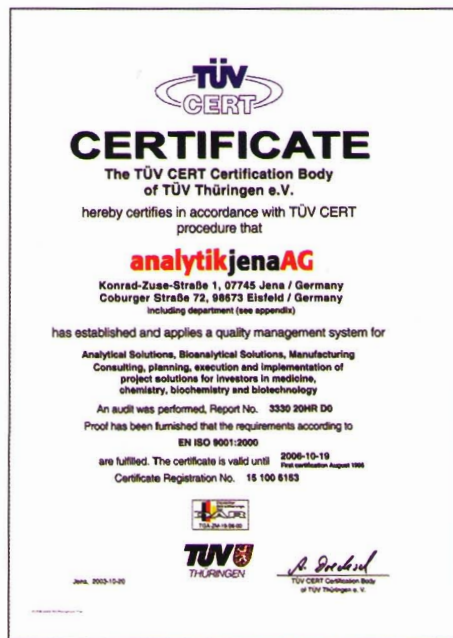 TÜV
CERT
CERTIFICATE
The TÜV CERT Certification Body
of TÜV Thüringen e.V.
hereby certifies in accordance with TÜV CERT
procedure that
analytikjenaAG
Konrad-Zuse-Straße 1, 07745 Jena / Germany
Coburger Straße 72, 98673 Eisfeld / Germany
including department (see appendix)
has established and applies a quality management system for
Analytical Solutions, Bioanalytical Solutions, Manufacturing
Consulting, planning, execution and implementation of
project solutions for investors in medicine,
chemistry, biochemistry and biotechnology
An audit was performed, Report No. 3330 20HR D0
Proof has been furnished that the requirements according to
EN ISO 9001:2000
are fulfilled. The certificate is valid until 2006-10-19
First certification August 1995
Certificate Registration No. 15 100 6163
DAR
TÜV
THÜRINGEN
Jena, 2003-10-20
TÜV CERT Certification Body
of TÜV Thüringen e. V.